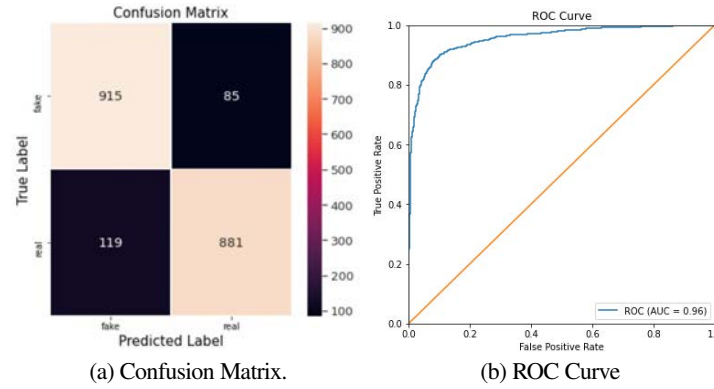 Confusion Matrix
True Label
fake
real
915
85
119
881
fake
real
Predicted Label
900
800
700
600
500
400
300
200
100
(a) Confusion Matrix.
ROC Curve
True Positive Rate
1.0
0.8
0.6
0.4
0.2
0.0
ROC (AUC = 0.96)
0.0
0.2
0.4
0.6
0.8
False Positive Rate
(b) ROC Curve